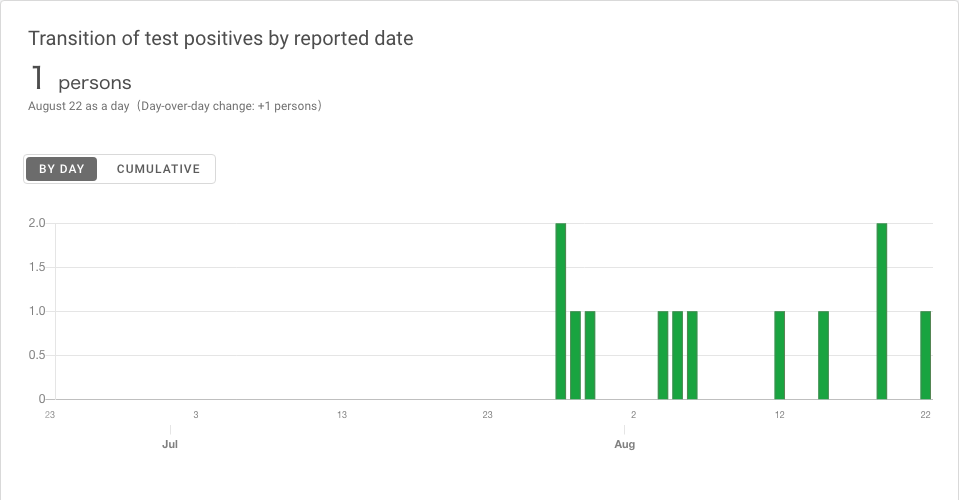 Transition of test positives by reported date
1 persons
August 22 as a day (Day-over-day change: +1 persons)
BY DAY CUMULATIVE
2.0
1.5
1.0
0.5
0
23 3 13 23 2 12 22
Jul Aug